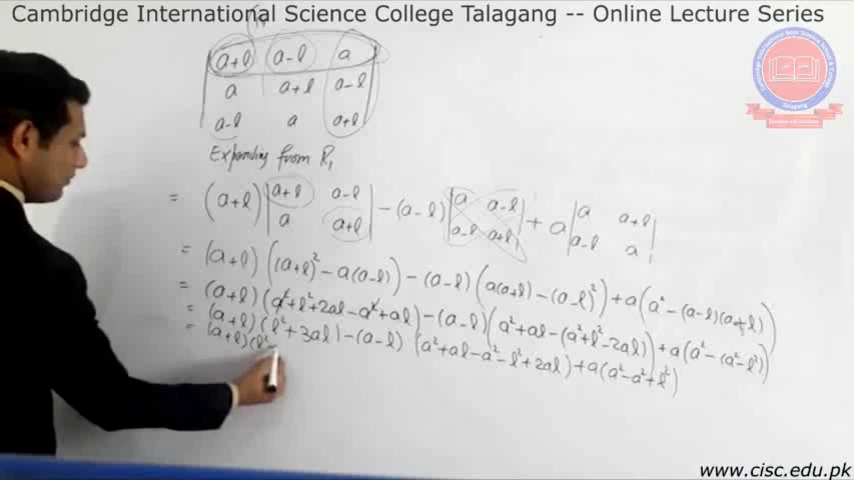 Cambridge International Science College Talagang -- Online Lecture Series
| a+l a-l a |
| a a+l a-l |
| a-l a a+l |
Expanding from R₁
= (a+l) | a+l a-l | - (a-l) | a a-l | + a | a a+l |
| a a+l | | a-l a+l | | a-l a |
= (a+l) ((a+l)² - a(a-l)) - (a-l) (a(a+l) - (a-l)²) + a(a² - (a-l)(a+l))
= (a+l) (a²+l²+2al-a²+al) - (a-l) (a²+al-(a²+l²-2al)) + a(a² - (a²-l²))
= (a+l) (l²+3al) - (a-l) (a²+al-a²-l²+2al) + a(a²-a²+l²)
= (a+l)(l²
Talagang
www.cisc.edu.pk